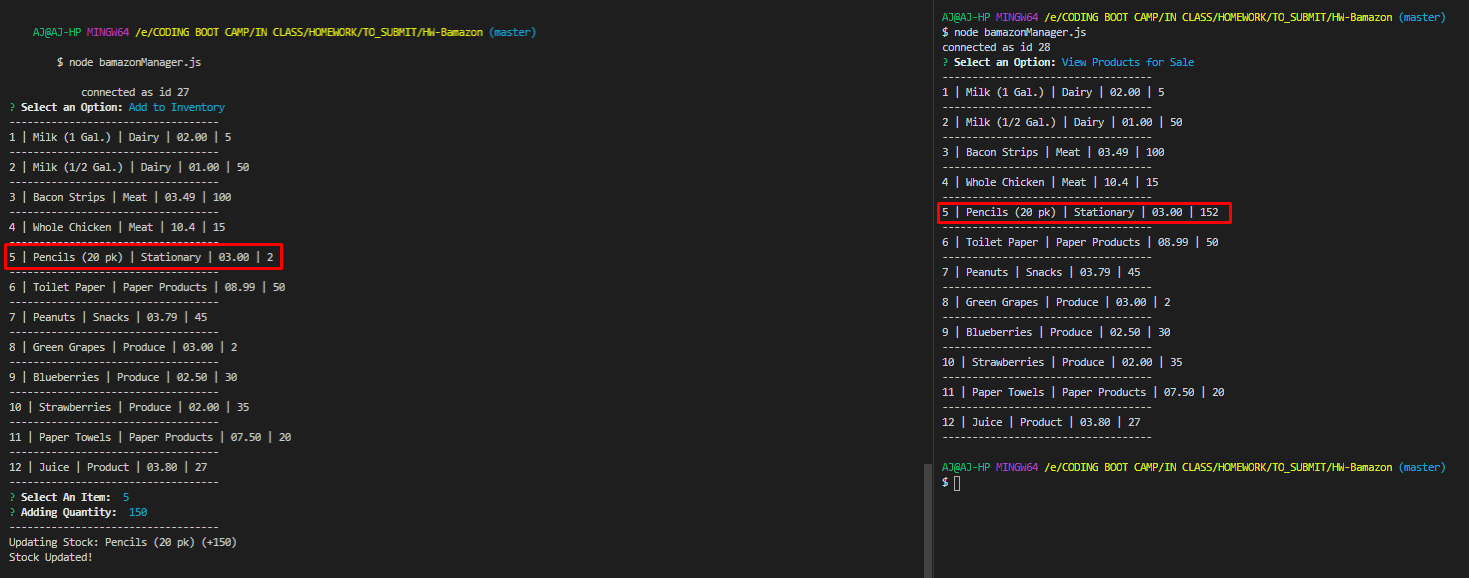 AJ@AJ-HP MINGW64 /e/CODING BOOT CAMP/IN CLASS/HOMEWORK/TO_SUBMIT/HW-Bamazon (master)
$ node bamazonManager.js
connected as id 27
? Select an Option: Add to Inventory
-----------------------------------
1 | Milk (1 Gal.) | Dairy | 02.00 | 5
-----------------------------------
2 | Milk (1/2 Gal.) | Dairy | 01.00 | 50
-----------------------------------
3 | Bacon Strips | Meat | 03.49 | 100
-----------------------------------
4 | Whole Chicken | Meat | 10.4 | 15
-----------------------------------
5 | Pencils (20 pk) | Stationary | 03.00 | 2
-----------------------------------
6 | Toilet Paper | Paper Products | 08.99 | 50
-----------------------------------
7 | Peanuts | Snacks | 03.79 | 45
-----------------------------------
8 | Green Grapes | Produce | 03.00 | 2
-----------------------------------
9 | Blueberries | Produce | 02.50 | 30
-----------------------------------
10 | Strawberries | Produce | 02.00 | 35
-----------------------------------
11 | Paper Towels | Paper Products | 07.50 | 20
-----------------------------------
12 | Juice | Product | 03.80 | 27
-----------------------------------
? Select An Item:  5
? Adding Quantity:  150
-----------------------------------
Updating Stock: Pencils (20 pk) (+150)
Stock Updated!
AJ@AJ-HP MINGW64 /e/CODING BOOT CAMP/IN CLASS/HOMEWORK/TO_SUBMIT/HW-Bamazon (master)
$ node bamazonManager.js
connected as id 28
? Select an Option: View Products for Sale
-----------------------------------
1 | Milk (1 Gal.) | Dairy | 02.00 | 5
-----------------------------------
2 | Milk (1/2 Gal.) | Dairy | 01.00 | 50
-----------------------------------
3 | Bacon Strips | Meat | 03.49 | 100
-----------------------------------
4 | Whole Chicken | Meat | 10.4 | 15
-----------------------------------
5 | Pencils (20 pk) | Stationary | 03.00 | 152
-----------------------------------
6 | Toilet Paper | Paper Products | 08.99 | 50
-----------------------------------
7 | Peanuts | Snacks | 03.79 | 45
-----------------------------------
8 | Green Grapes | Produce | 03.00 | 2
-----------------------------------
9 | Blueberries | Produce | 02.50 | 30
-----------------------------------
10 | Strawberries | Produce | 02.00 | 35
-----------------------------------
11 | Paper Towels | Paper Products | 07.50 | 20
-----------------------------------
12 | Juice | Product | 03.80 | 27
-----------------------------------
AJ@AJ-HP MINGW64 /e/CODING BOOT CAMP/IN CLASS/HOMEWORK/TO_SUBMIT/HW-Bamazon (master)
$